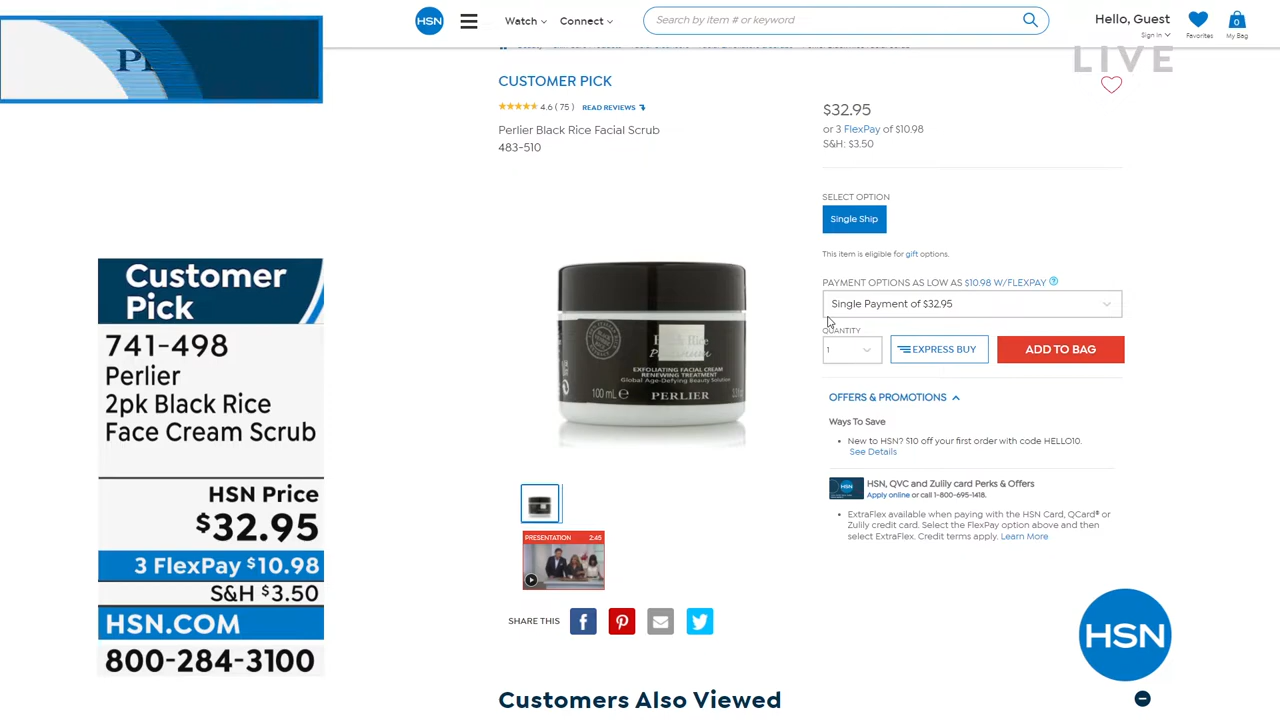 HSN
Watch
Connect
Search by item # or keyword
Hello, Guest
Sign In
Favorites
0
My Bag
LIVE
CUSTOMER PICK
4.6 ( 75 ) READ REVIEWS
Perlier Black Rice Facial Scrub
483-510
$32.95
or 3 FlexPay of $10.98
S&H: $3.50
SELECT OPTION
Single Ship
This item is eligible for gift options.
PAYMENT OPTIONS AS LOW AS $10.98 W/FLEXPAY
Single Payment of $32.95
QUANTITY
1
EXPRESS BUY
ADD TO BAG
OFFERS & PROMOTIONS
Ways To Save
New to HSN? $10 off your first order with code HELLO10.
See Details
HSN
HSN, QVC and Zulily card Perks & Offers
Apply online or call 1-800-695-1418.
ExtraFlex available when paying with the HSN Card, QCard® or
Zulily credit card. Select the FlexPay option above and then
select ExtraFlex. Credit terms apply. Learn More
Customer
Pick
741-498
Perlier
2pk Black Rice
Face Cream Scrub
HSN Price
$32.95
3 FlexPay $10.98
S&H $3.50
HSN.COM
800-284-3100
Black Rice
Platinum
EXFOLIATING FACIAL CREAM
RENEWING TREATMENT
Global Age-Defying Beauty Solution
100 mL e
PERLIER
PRESENTATION 2:45
SHARE THIS
HSN
Customers Also Viewed